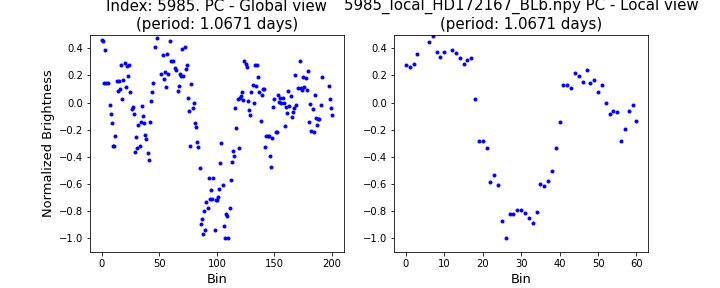 Index: 5985. PC - Global view
(period: 1.0671 days)
5985_local_HD172167_BLb.npy PC - Local view
(period: 1.0671 days)
Normalized Brightness
0.4
0.2
0.0
−0.2
−0.4
−0.6
−0.8
−1.0
0 50 100 150 200
Bin
0.4
0.2
0.0
−0.2
−0.4
−0.6
−0.8
−1.0
0 10 20 30 40 50 60
Bin